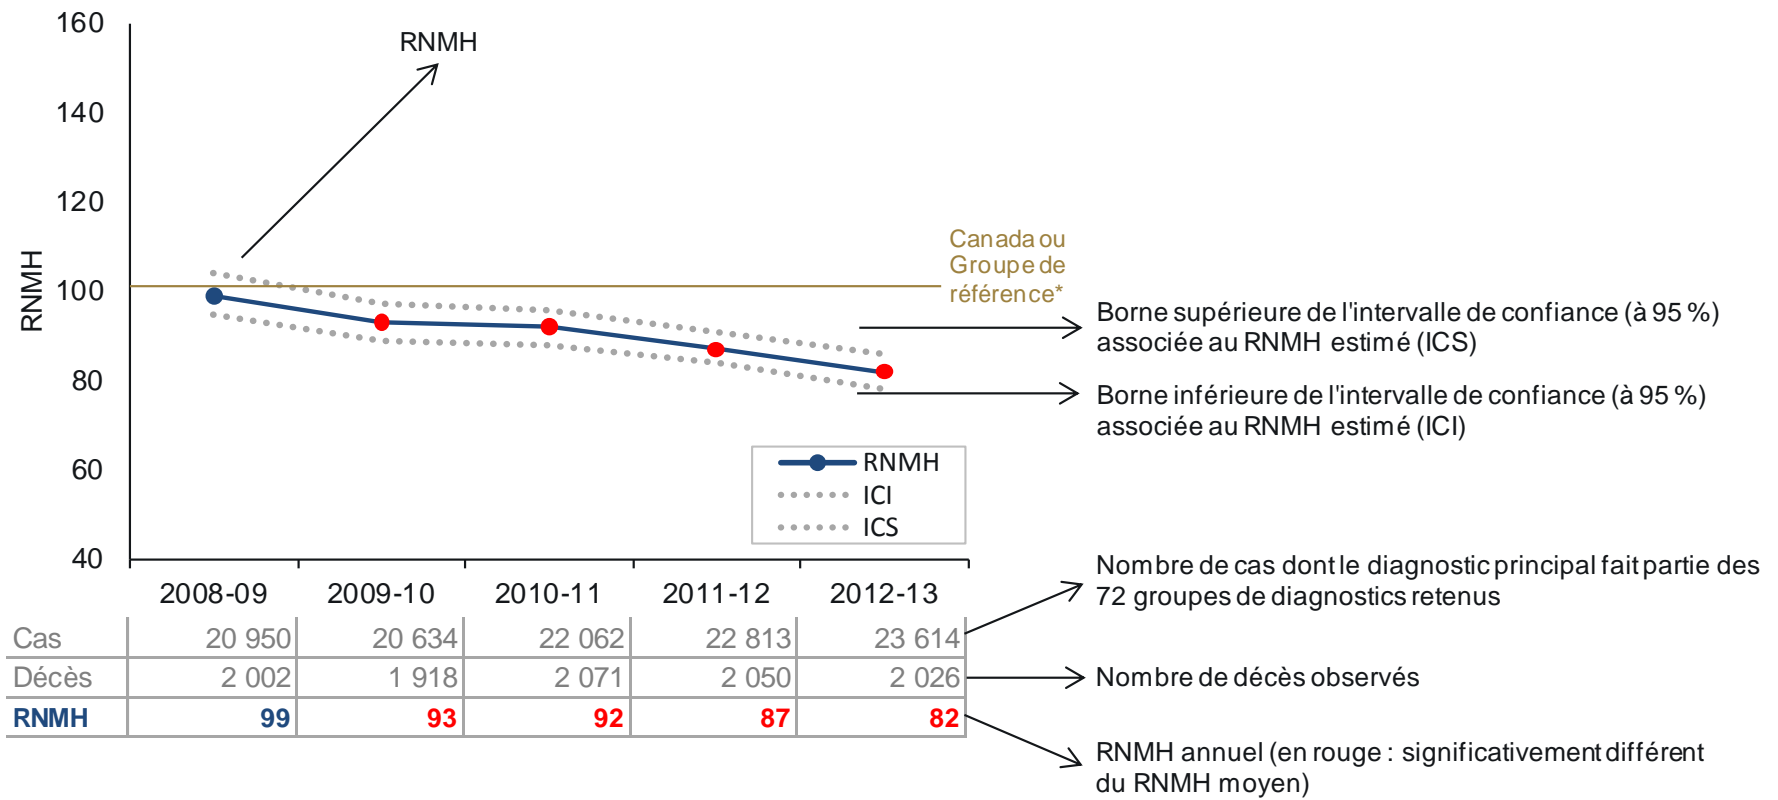 160
RNMH
140
120
Canada ou
Groupe de
référence*
100
RNMH
Borne supérieure de l'intervalle de confiance (à 95 %)
associée au RNMH estimé (ICS)
80
Borne inférieure de l'intervalle de confiance (à 95 %)
associée au RNMH estimé (ICI)
60
RNMH
ICI
ICS
40
Nombre de cas dont le diagnostic principal fait partie des
72 groupes de diagnostics retenus
2008-09 2009-10 2010-11 2011-12 2012-13
Cas 20 950 20 634 22 062 22 813 23 614
Décès 2 002 1 918 2 071 2 050 2 026
Nombre de décès observés
RNMH 99 93 92 87 82
RNMH annuel (en rouge : significativement différent
du RNMH moyen)